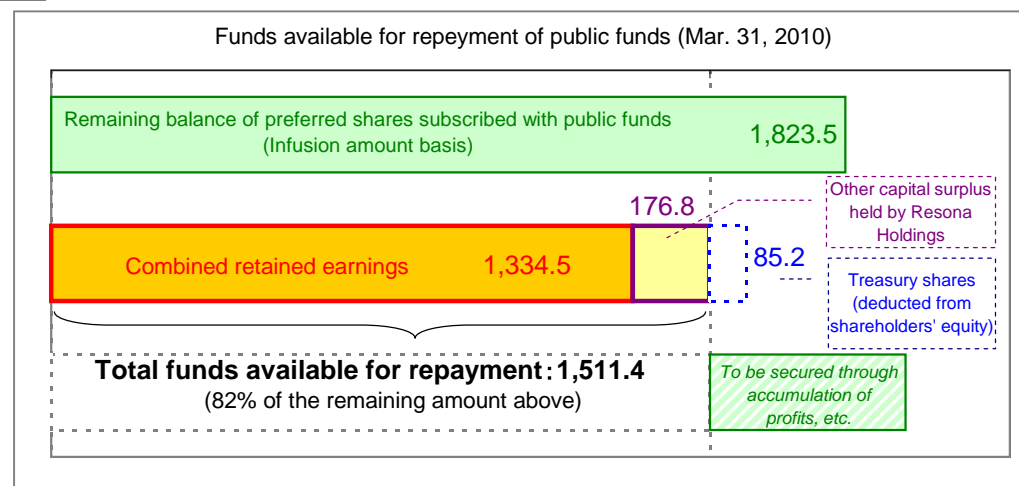 Funds available for repeyment of public funds (Mar. 31, 2010)
Remaining balance of preferred shares subscribed with public funds
(Infusion amount basis)
1,823.5
176.8
Other capital surplus
held by Resona
Holdings
Combined retained earnings 1,334.5
85.2
Treasury shares
(deducted from
shareholders' equity)
Total funds available for repayment:1,511.4
(82% of the remaining amount above)
To be secured through
accumulation of
profits, etc.